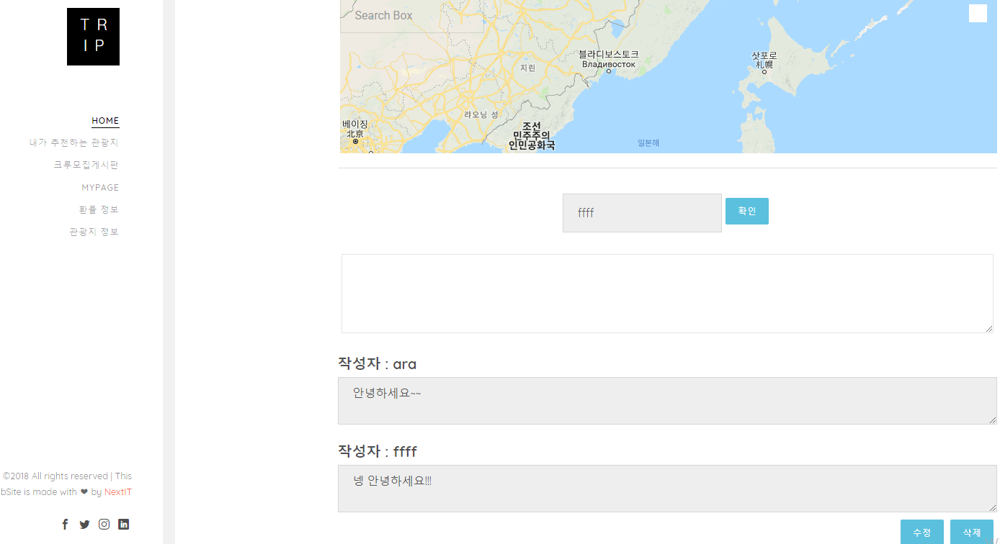 T R
I P
HOME
내가 추천하는 관광지
크루모집게시판
MYPAGE
환율 정보
관광지 정보
©2018 All rights reserved | This
bSite is made with ❤ by NextIT
Search Box
블라디보스토크
Владивосток
삿포로
札幌
지린
랴오닝 성
베이징
北京
조선
민주주의
인민공화국
일본해
ffff
확인
작성자 : ara
안녕하세요~~
작성자 : ffff
넹 안녕하세요!!!
수정
삭제